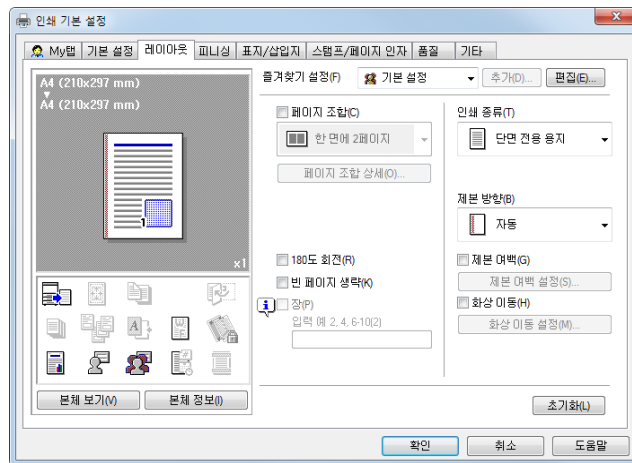 인쇄 기본 설정
My탭 기본 설정 레이아웃 피니싱 표지/삽입지 스탬프/페이지 인자 품질 기타
A4 (210x297 mm)
A4 (210x297 mm)
1
x1
본체 보기(V) 본체 정보(I)
즐겨찾기 설정(F) 기본 설정 추가(D)... 편집(E)...
페이지 조합(C)
한 면에 2페이지
페이지 조합 상세(O)...
180도 회전(R)
빈 페이지 생략(K)
장(P)
입력 예 2, 4, 6-10(2)
인쇄 종류(T)
단면 전용 용지
제본 방향(B)
자동
제본 여백(G)
제본 여백 설정(S)...
화상 이동(H)
화상 이동 설정(M)...
초기화(L)
확인 취소 도움말